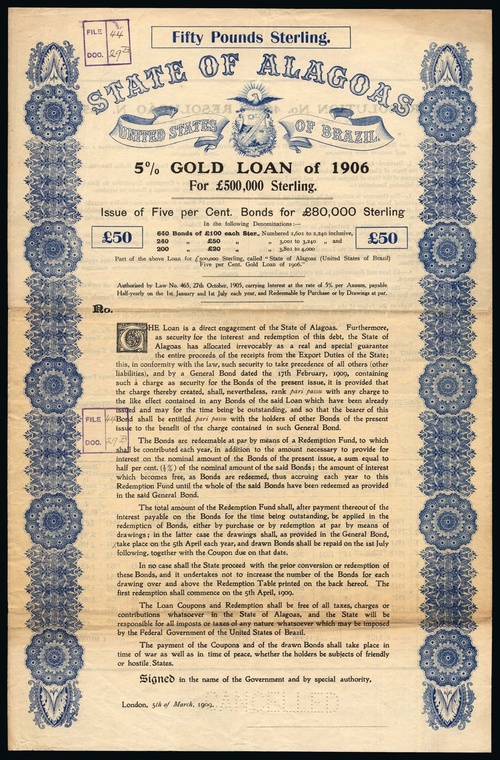 FILE 44
DOC. 29B
Fifty Pounds Sterling.
STATE OF ALAGOAS
UNITED STATES OF BRAZIL.
5% GOLD LOAN of 1906
For £500,000 Sterling.
Issue of Five per Cent. Bonds for £80,000 Sterling
In the following Denominations:—
£50
640 Bonds of £100 each Ster., Numbered 1,601 to 2,240 inclusive,
240 „ £50 „ „ 3,001 to 3,240 „ and
200 „ £20 „ „ 3,801 to 4,000
£50
Part of the above Loan for £500,000 Sterling, called "State of Alagoas (United States of Brazil)
Five per Cent. Gold Loan of 1906."
Authorised by Law No. 465, 27th October, 1905, carrying Interest at the rate of 5% per Annum, payable
Half-yearly on the 1st January and 1st July each year, and Redeemable by Purchase or by Drawings at par.
No.
THE Loan is a direct engagement of the State of Alagoas. Furthermore,
as security for the interest and redemption of this debt, the State of
Alagoas has allocated irrevocably as a real and special guarantee
the entire proceeds of the receipts from the Export Duties of the State;
this, in conformity with the law, such security to take precedence of all others (other
liabilities), and by a General Bond dated the 17th February, 1909, containing
such a charge as security for the Bonds of the present issue, it is provided that
the charge thereby created, shall, nevertheless, rank pari passu with any charge to
the like effect contained in any Bonds of the said Loan which have been already
issued and may for the time being be outstanding, and so that the bearer of this
Bond shall be entitled pari passu with the holders of other Bonds of the present
issue to the benefit of the charge contained in such General Bond.
FILE 44
DOC. 29B
The Bonds are redeemable at par by means of a Redemption Fund, to which
shall be contributed each year, in addition to the amount necessary to provide for
interest on the nominal amount of the Bonds of the present issue, a sum equal to
half per cent. (½%) of the nominal amount of the said Bonds; the amount of interest
which becomes free, as Bonds are redeemed, thus accruing each year to this
Redemption Fund until the whole of the said Bonds have been redeemed as provided
in the said General Bond.
The total amount of the Redemption Fund shall, after payment thereout of the
interest payable on the Bonds for the time being outstanding, be applied in the
redemption of Bonds, either by purchase or by redemption at par by means of
drawings; in the latter case the drawings shall, as provided in the General Bond,
take place on the 5th April each year, and drawn Bonds shall be repaid on the 1st July
following, together with the Coupon due on that date.
In no case shall the State proceed with the prior conversion or redemption of
these Bonds, and it undertakes not to increase the number of the Bonds for each
drawing over and above the Redemption Table printed on the back hereof. The
first redemption shall commence on the 5th April, 1909.
The Loan Coupons and Redemption shall be free of all taxes, charges or
contributions whatsoever in the State of Alagoas, and the State will be
responsible for all imposts or taxes of any nature whatsoever which may be imposed
by the Federal Government of the United States of Brazil.
The payment of the Coupons and of the drawn Bonds shall take place in
time of war as well as in time of peace, whether the holders be subjects of friendly
or hostile States.
Signed in the name of the Government and by special authority,
CANCELLED
London, 5th of March, 1909.